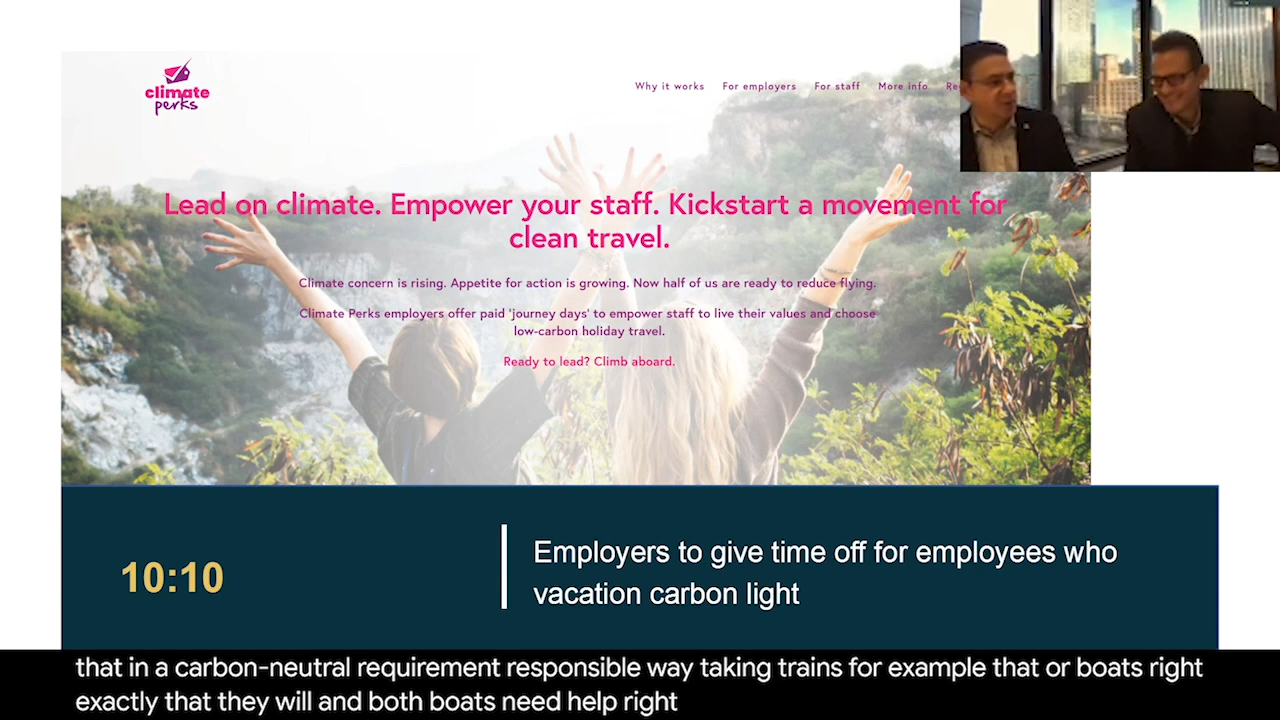 climate
perks
Why it works For employers For staff More info
Lead on climate. Empower your staff. Kickstart a movement for
clean travel.
Climate concern is rising. Appetite for action is growing. Now half of us are ready to reduce flying.
Climate Perks employers offer paid 'journey days' to empower staff to live their values and choose
low-carbon holiday travel.
Ready to lead? Climb aboard.
10:10
Employers to give time off for employees who
vacation carbon light
that in a carbon-neutral requirement responsible way taking trains for example that or boats right
exactly that they will and both boats need help right